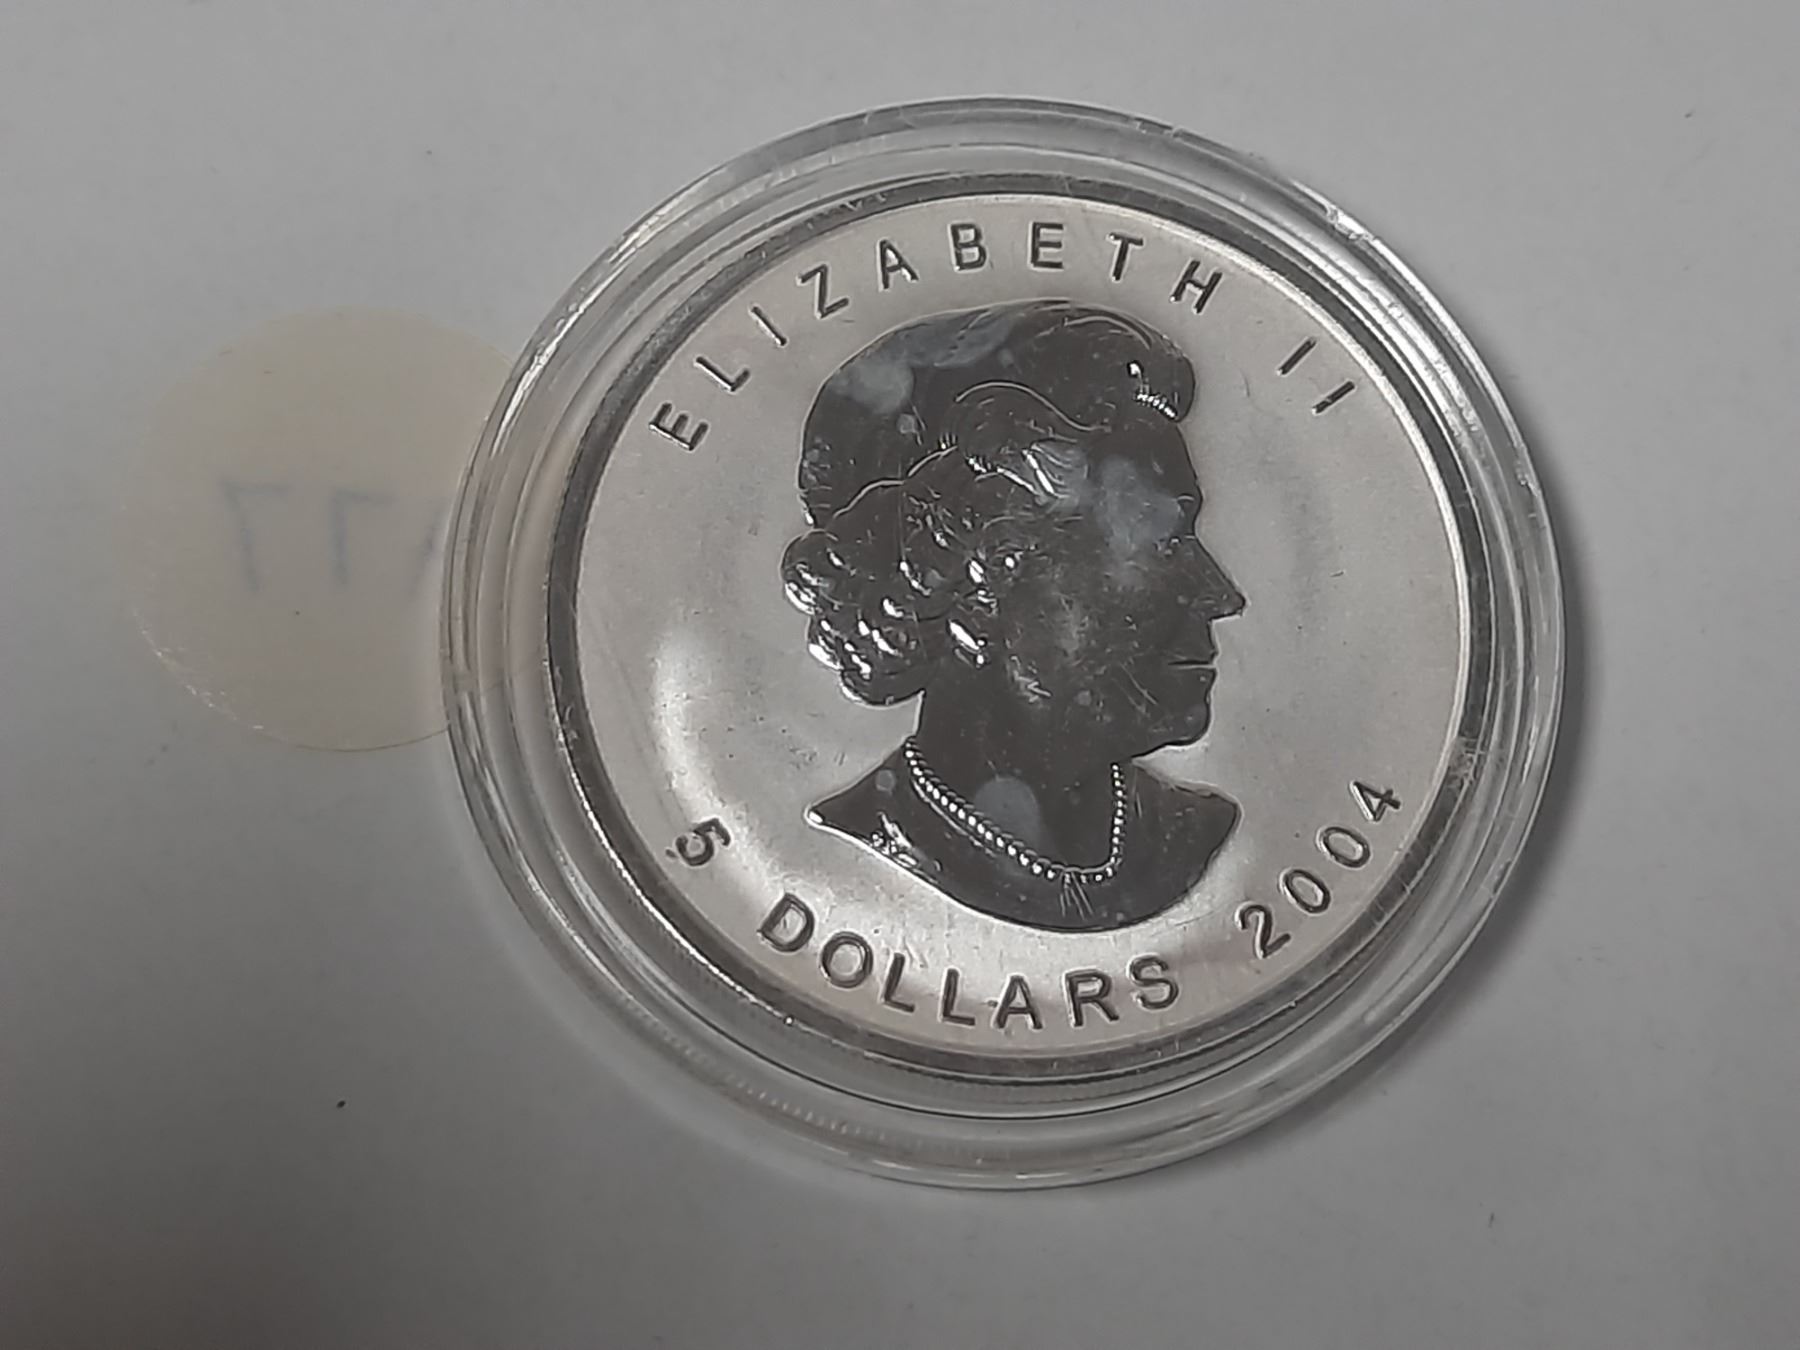 ELIZABETH II
5 DOLLARS 2004